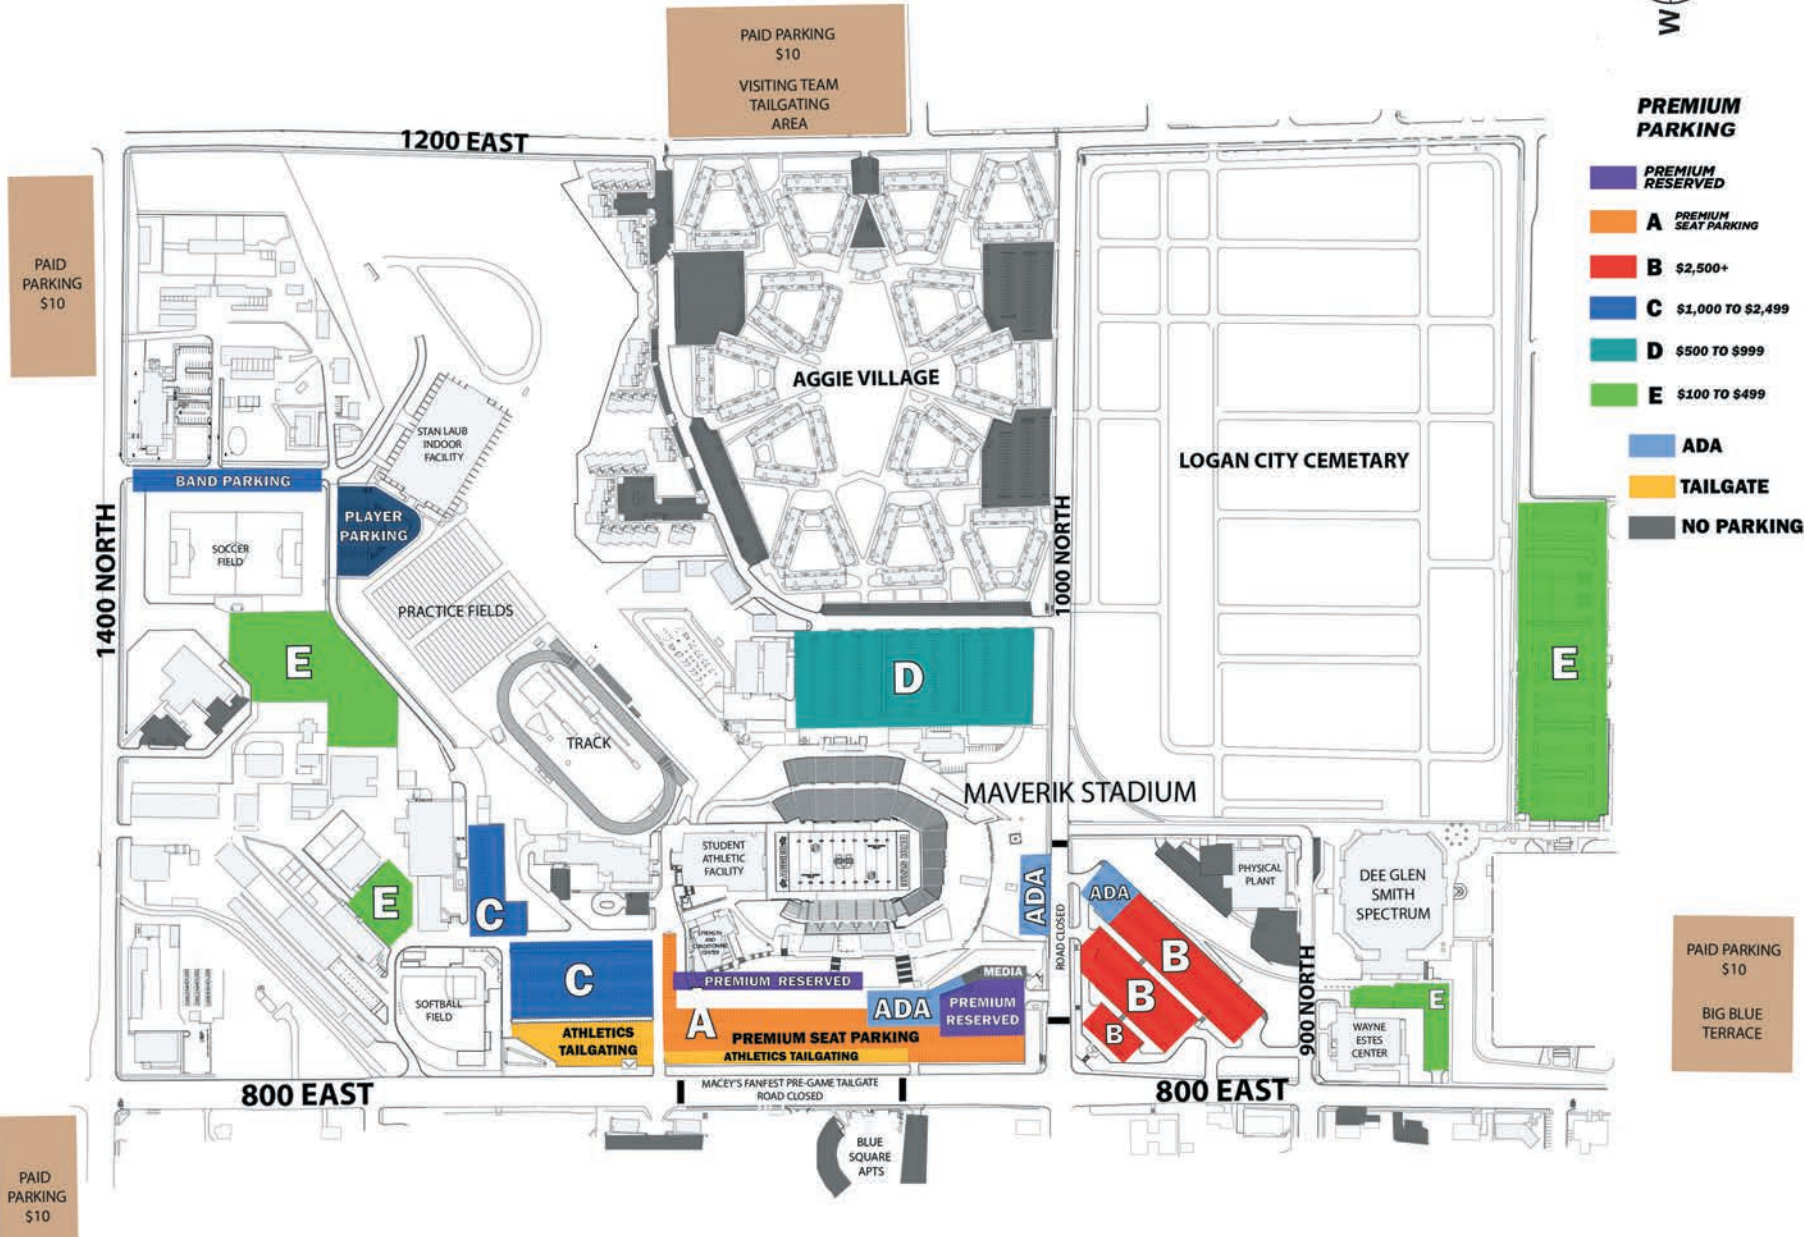 PAID PARKING
$10
VISITING TEAM
TAILGATING
AREA
W
PREMIUM
PARKING
PREMIUM
RESERVED
A PREMIUM
SEAT PARKING
B $2,500+
C $1,000 TO $2,499
D $500 TO $999
E $100 TO $499
ADA
TAILGATE
NO PARKING
1200 EAST
PAID
PARKING
$10
AGGIE VILLAGE
STAN LAUB
INDOOR
FACILITY
LOGAN CITY CEMETARY
BAND PARKING
PLAYER
PARKING
SOCCER
FIELD
1400 NORTH
1000 NORTH
PRACTICE FIELDS
E
D
E
TRACK
MAVERIK STADIUM
STUDENT
ATHLETIC
FACILITY
PHYSICAL
PLANT
DEE GLEN
SMITH
SPECTRUM
ADA
ADA
E
C
ROAD CLOSED
STRENGTH
AND
CONDITIONING
CENTER
B
B
B
900 NORTH
C
PREMIUM RESERVED
MEDIA
ADA
PREMIUM
RESERVED
SOFTBALL
FIELD
A
PREMIUM SEAT PARKING
ATHLETICS
TAILGATING
ATHLETICS TAILGATING
E
WAYNE
ESTES
CENTER
PAID PARKING
$10
BIG BLUE
TERRACE
800 EAST
MACEY'S FANFEST PRE-GAME TAILGATE
ROAD CLOSED
800 EAST
BLUE
SQUARE
APTS
PAID
PARKING
$10